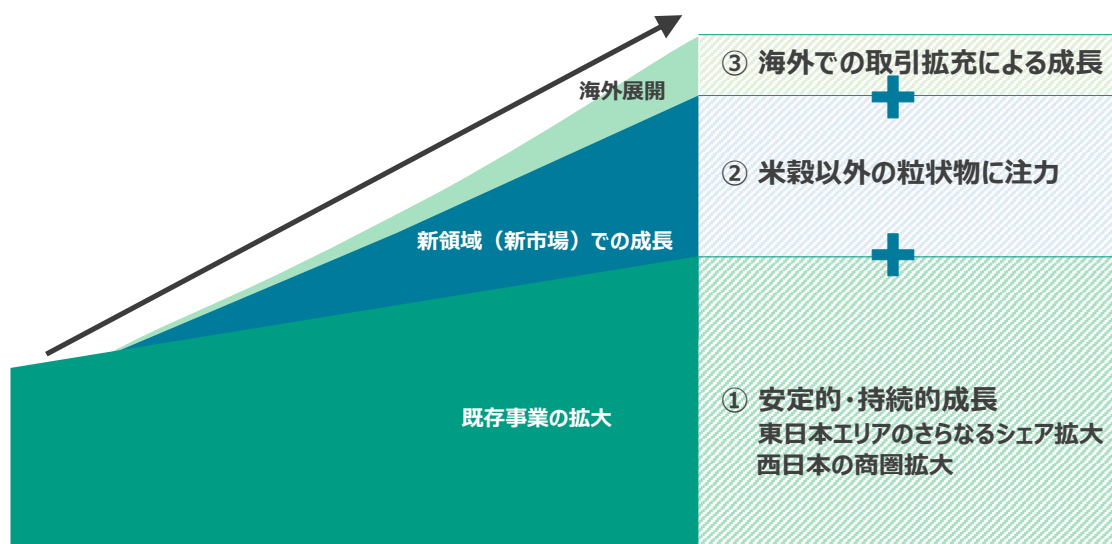 ③ 海外での取引拡充による成長
海外展開
② 米穀以外の粒状物に注力
新領域（新市場）での成長
① 安定的・持続的成長
東日本エリアのさらなるシェア拡大
西日本の商圏拡大
既存事業の拡大